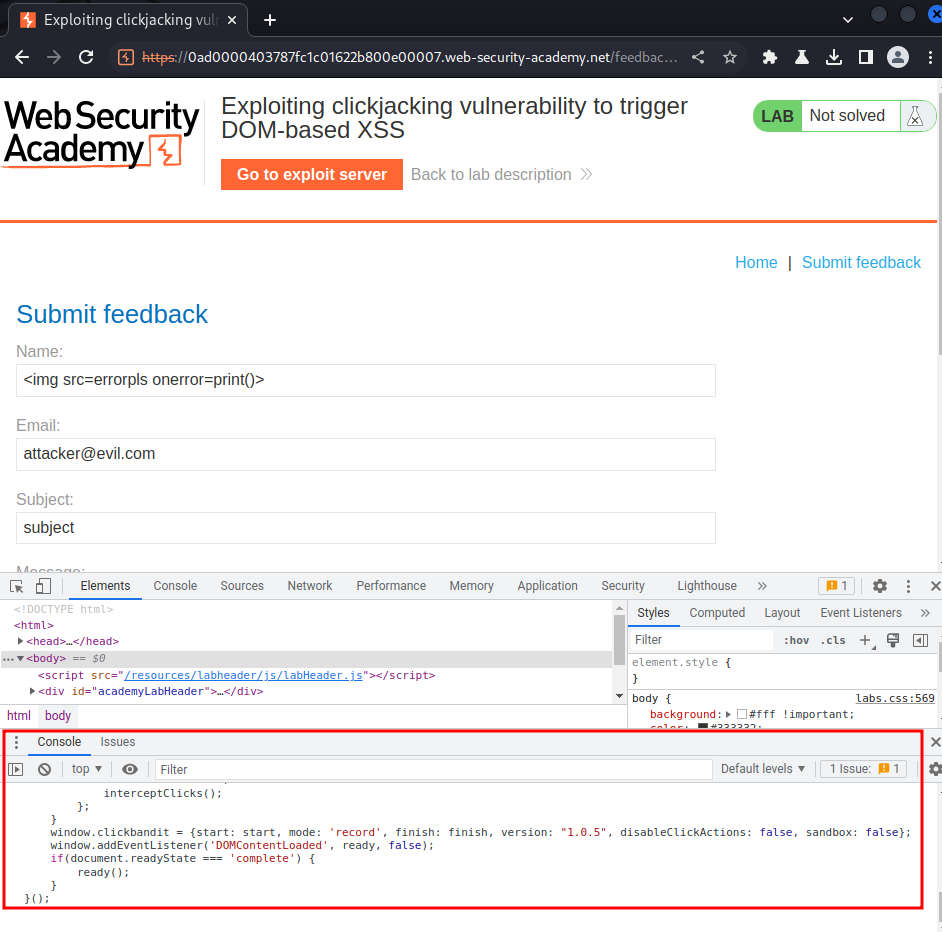 Exploiting clickjacking vul
https://0ad0000403787fc1c01622b800e00007.web-security-academy.net/feedbac...
Web Security
Academy
Exploiting clickjacking vulnerability to trigger
DOM-based XSS
LAB Not solved
Go to exploit server Back to lab description
Home | Submit feedback
Submit feedback
Name:
<img src=errorpls onerror=print()>
Email:
attacker@evil.com
Subject:
subject
Message:
Elements Console Sources Network Performance Memory Application Security Lighthouse » 1
<!DOCTYPE html>
<html>
<head>…</head>
<body> == $0
<script src="/resources/labheader/js/labHeader.js"></script>
<div id="academyLabHeader">…</div>
html body
Styles Computed Layout Event Listeners »
Filter :hov .cls +
element.style {
}
body { labs.css:569
background: #fff !important;
color: #333332;
Console Issues
top Filter Default levels 1 Issue: 1
interceptClicks();
};
}
window.clickbandit = {start: start, mode: 'record', finish: finish, version: "1.0.5", disableClickActions: false, sandbox: false};
window.addEventListener('DOMContentLoaded', ready, false);
if(document.readyState === 'complete') {
ready();
}
}();